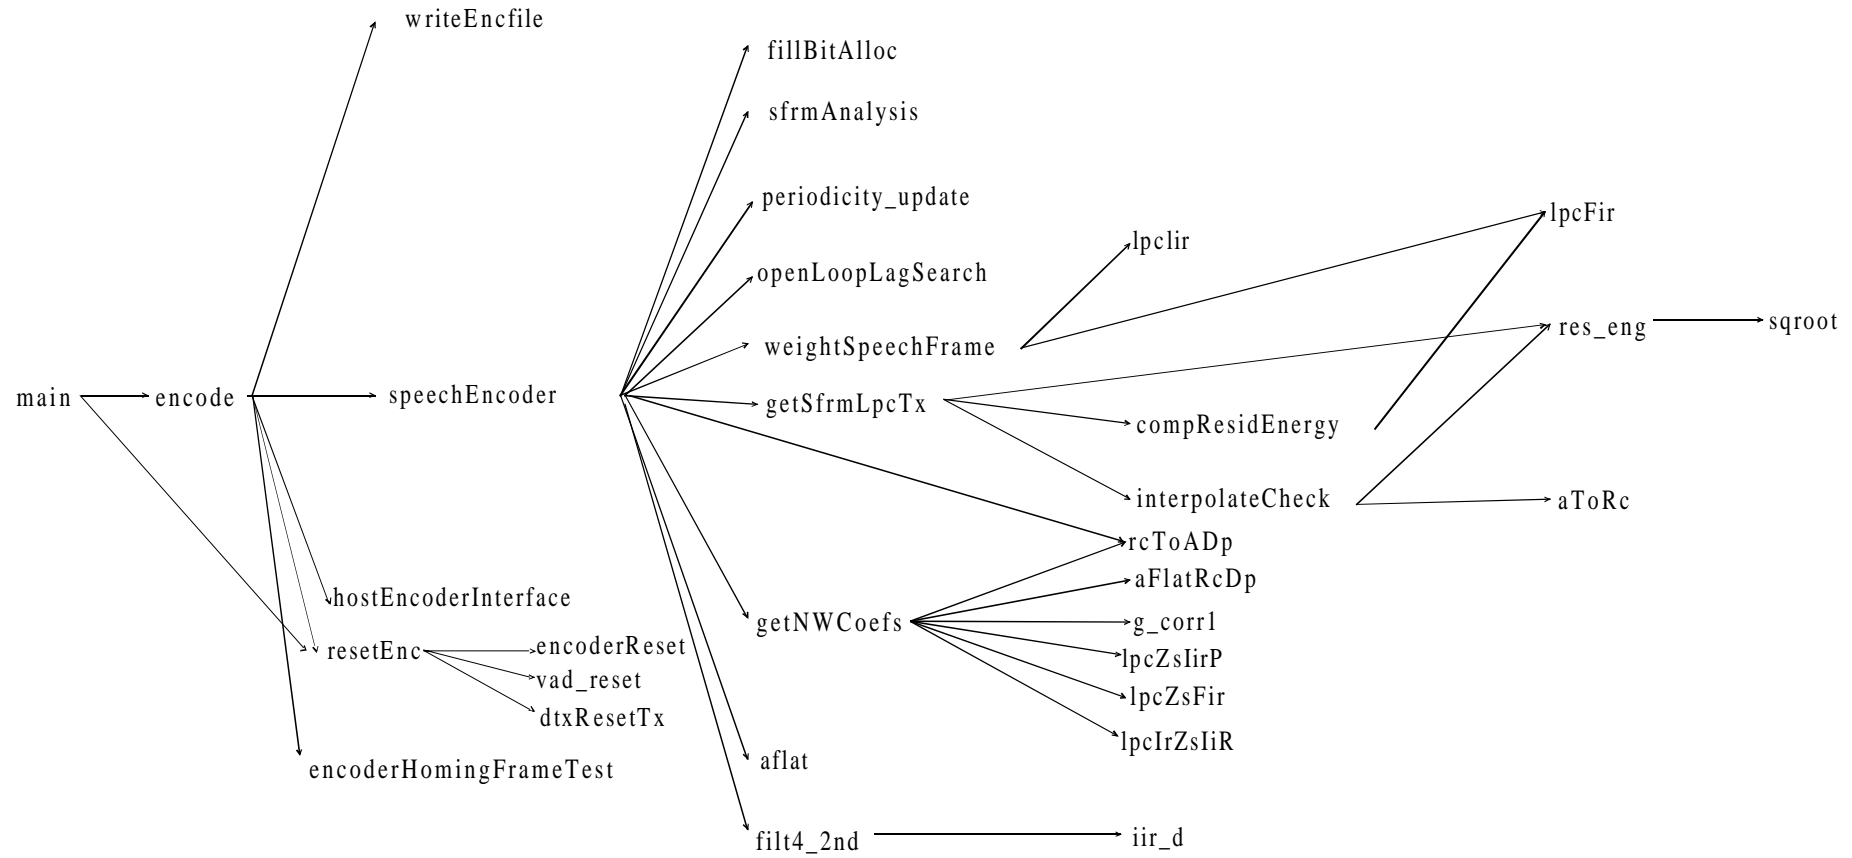 writeEncfile
fillBitAlloc
sfrmAnalysis
periodicity_update
lpcFir
lpclir
openLoopLagSearch
res_eng
sqroot
weightSpeechFrame
main
encode
speechEncoder
getSfrmLpcTx
compResidEnergy
interpolateCheck
aToRc
rcToADp
aFlatRcDp
hostEncoderInterface
getNWCoefs
g_corr1
resetEnc
encoderReset
lpcZsIirP
vad_reset
lpcZsFir
dtxResetTx
lpcIrZsIiR
encoderHomingFrameTest
aflat
filt4_2nd
iir_d